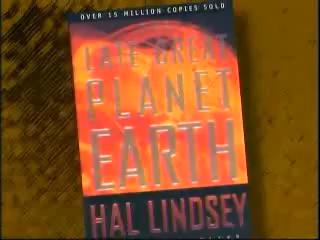 OVER 15 MILLION COPIES SOLD
LATE GREAT
PLANET
EARTH
HAL LINDSEY